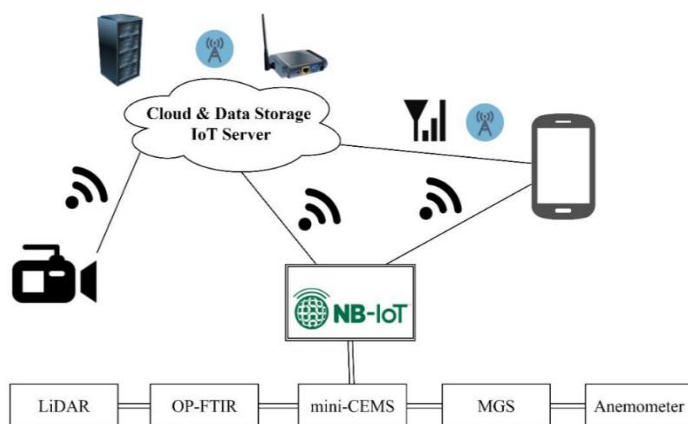 Cloud & Data Storage
IoT Server
NB-IoT
LiDAR
OP-FTIR
mini-CEMS
MGS
Anemometer